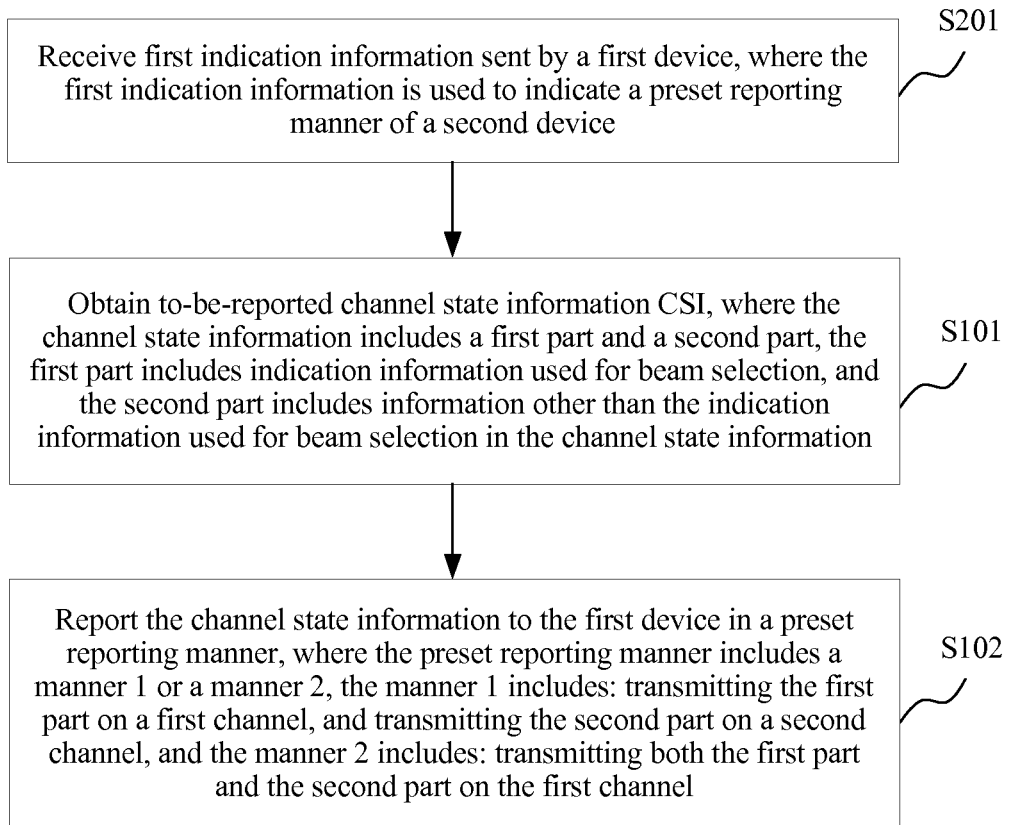 S201
Receive first indication information sent by a first device, where the
first indication information is used to indicate a preset reporting
manner of a second device
S101
Obtain to-be-reported channel state information CSI, where the
channel state information includes a first part and a second part, the
first part includes indication information used for beam selection, and
the second part includes information other than the indication
information used for beam selection in the channel state information
S102
Report the channel state information to the first device in a preset
reporting manner, where the preset reporting manner includes a
manner 1 or a manner 2, the manner 1 includes: transmitting the first
part on a first channel, and transmitting the second part on a second
channel, and the manner 2 includes: transmitting both the first part
and the second part on the first channel